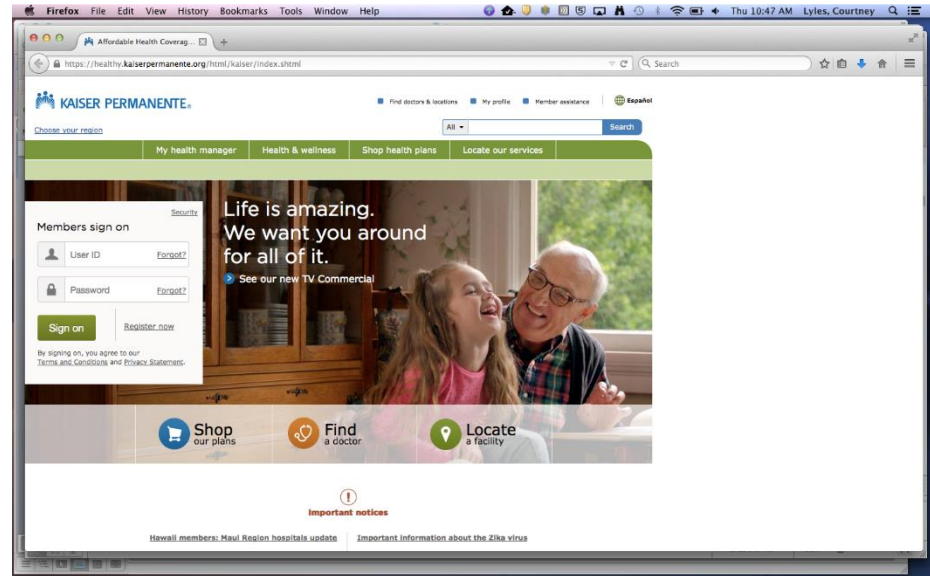 Firefox File Edit View History Bookmarks Tools Window Help Thu 10:47 AM Lyles, Courtney
Affordable Health Coverag...
https://healthy.kaiserpermanente.org/html/kaiser/index.shtml
Search
KAISER PERMANENTE®
Find doctors & locations My profile Member assistance Español
Choose your region
All
Search
My health manager Health & wellness Shop health plans Locate our services
Security
Members sign on
User ID Forgot?
Password Forgot?
Sign on Register now
By signing on, you agree to our
Terms and Conditions and Privacy Statement.
Life is amazing.
We want you around
for all of it.
See our new TV Commercial
Shop
our plans
Find
a doctor
Locate
a facility
Important notices
Hawaii members: Maui Region hospitals update
Important information about the Zika virus